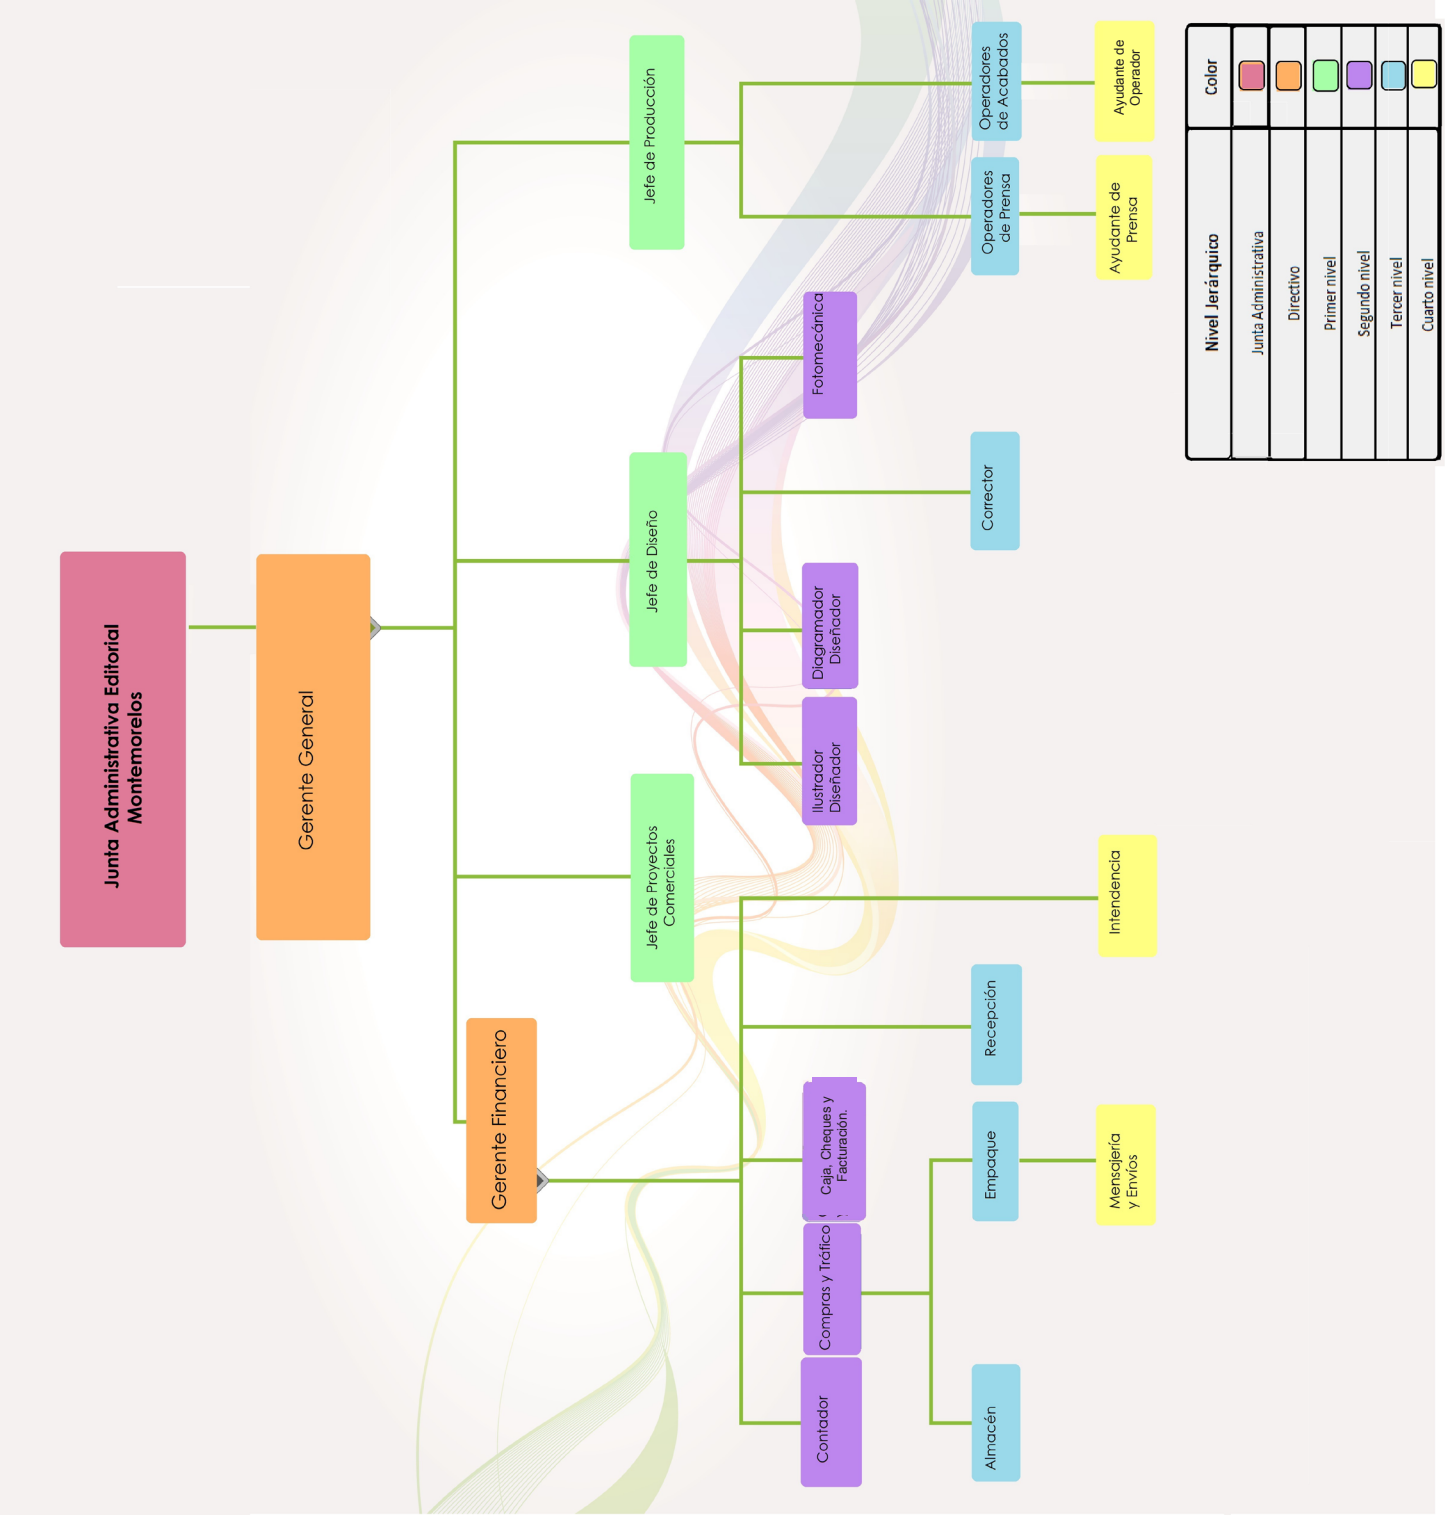 Junta Administrativa Editorial
Montemorelos
Gerente General
Gerente Financiero
Jefe de Proyectos
Comerciales
Jefe de Diseño
Jefe de Producción
Contador
Compras y Tráfico
Caja, Cheques y
Facturación.
Ilustrador
Diseñador
Diagramador
Diseñador
Fotomecánica
Almacén
Empaque
Recepción
Corrector
Operadores
de Prensa
Operadores
de Acabados
Mensajería
y Envíos
Intendencia
Ayudante de
Prensa
Ayudante de
Operador
Nivel Jerárquico Color
Junta Administrativa
Directivo
Primer nivel
Segundo nivel
Tercer nivel
Cuarto nivel